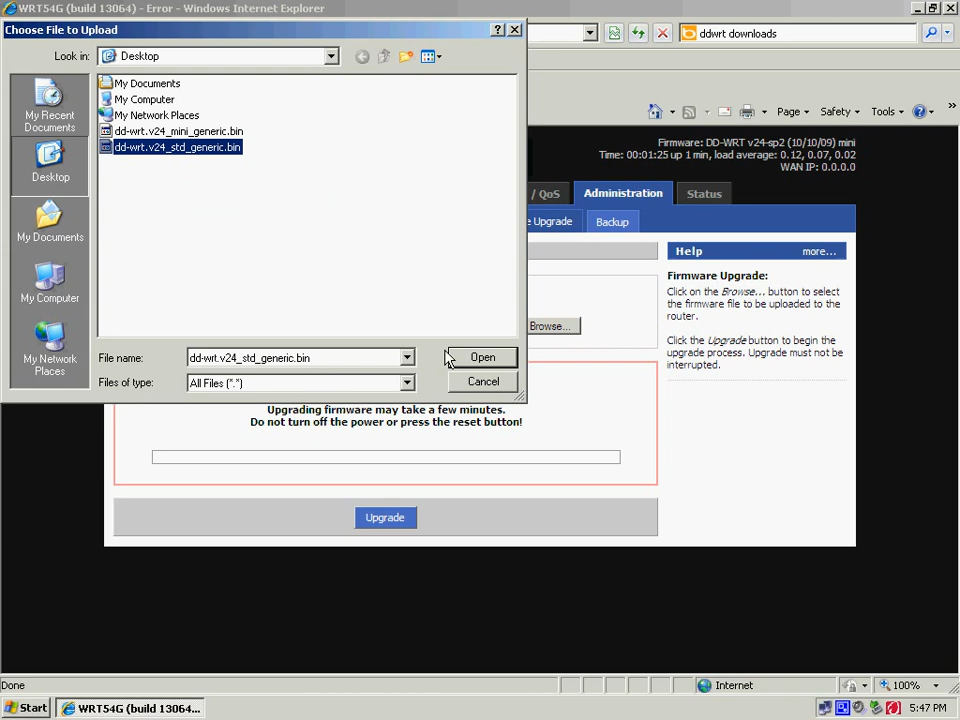 WRT54G (build 13064) - Error - Windows Internet Explorer
Choose File to Upload
Look in:
Desktop
ddwrt downloads
My Recent
Documents
Desktop
My Documents
My Computer
My Network
Places
My Documents
My Computer
My Network Places
dd-wrt.v24_mini_generic.bin
dd-wrt.v24_std_generic.bin
File name:
dd-wrt.v24_std_generic.bin
Open
Files of type:
All Files (*.*)
Cancel
Page
Safety
Tools
Firmware: DD-WRT v24-sp2 (10/10/09) mini
Time: 00:01:25 up 1 min, load average: 0.12, 0.07, 0.02
WAN IP: 0.0.0.0
/ QoS
Administration
Status
e Upgrade
Backup
Help
more...
Firmware Upgrade:
Click on the Browse... button to select
the firmware file to be uploaded to the
router.
Click the Upgrade button to begin the
upgrade process. Upgrade must not be
interrupted.
Browse...
Upgrading firmware may take a few minutes.
Do not turn off the power or press the reset button!
Upgrade
Done
Internet
100%
Start
WRT54G (build 13064...
5:47 PM